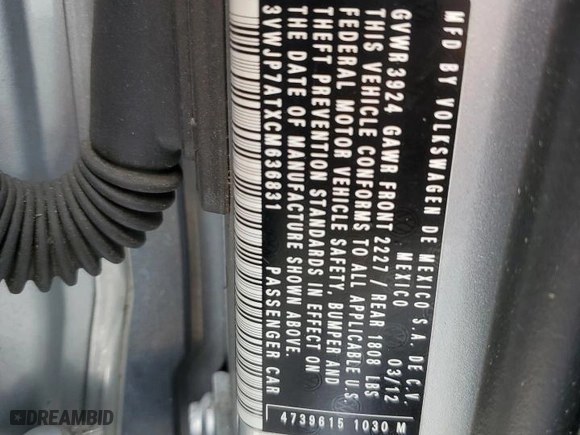 MFD BY VOLKSWAGEN DE MEXICO S.A. DE C.V
MEXICO 03/12
GVWR 3924 GAWR FRONT 2227 / REAR 1808 LBS
THIS VEHICLE CONFORMS TO ALL APPLICABLE U.S.
FEDERAL MOTOR VEHICLE SAFETY, BUMPER AND
THEFT PREVENTION STANDARDS IN EFFECT ON
THE DATE OF MANUFACTURE SHOWN ABOVE.
3VWJP7ATXCM636831 PASSENGER CAR
4739615 1030 M
DREAMBID